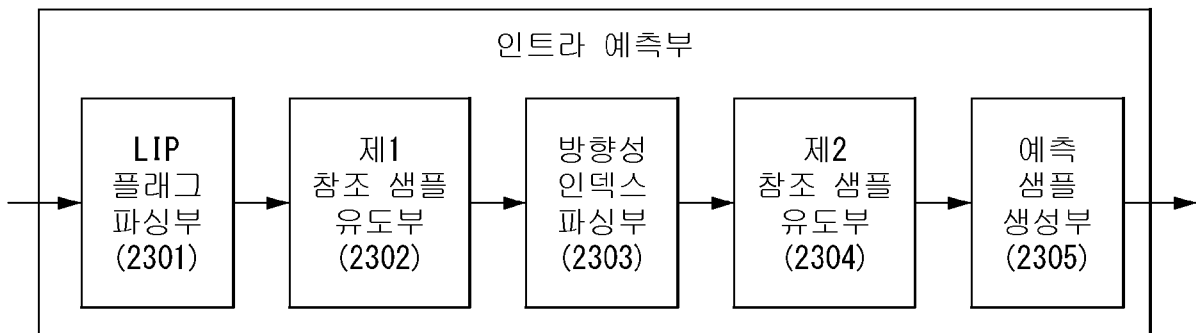 인트라 예측부
LIP
플래그
파싱부
(2301)
제1
참조 샘플
유도부
(2302)
방향성
인덱스
파싱부
(2303)
제2
참조 샘플
유도부
(2304)
예측
샘플
생성부
(2305)